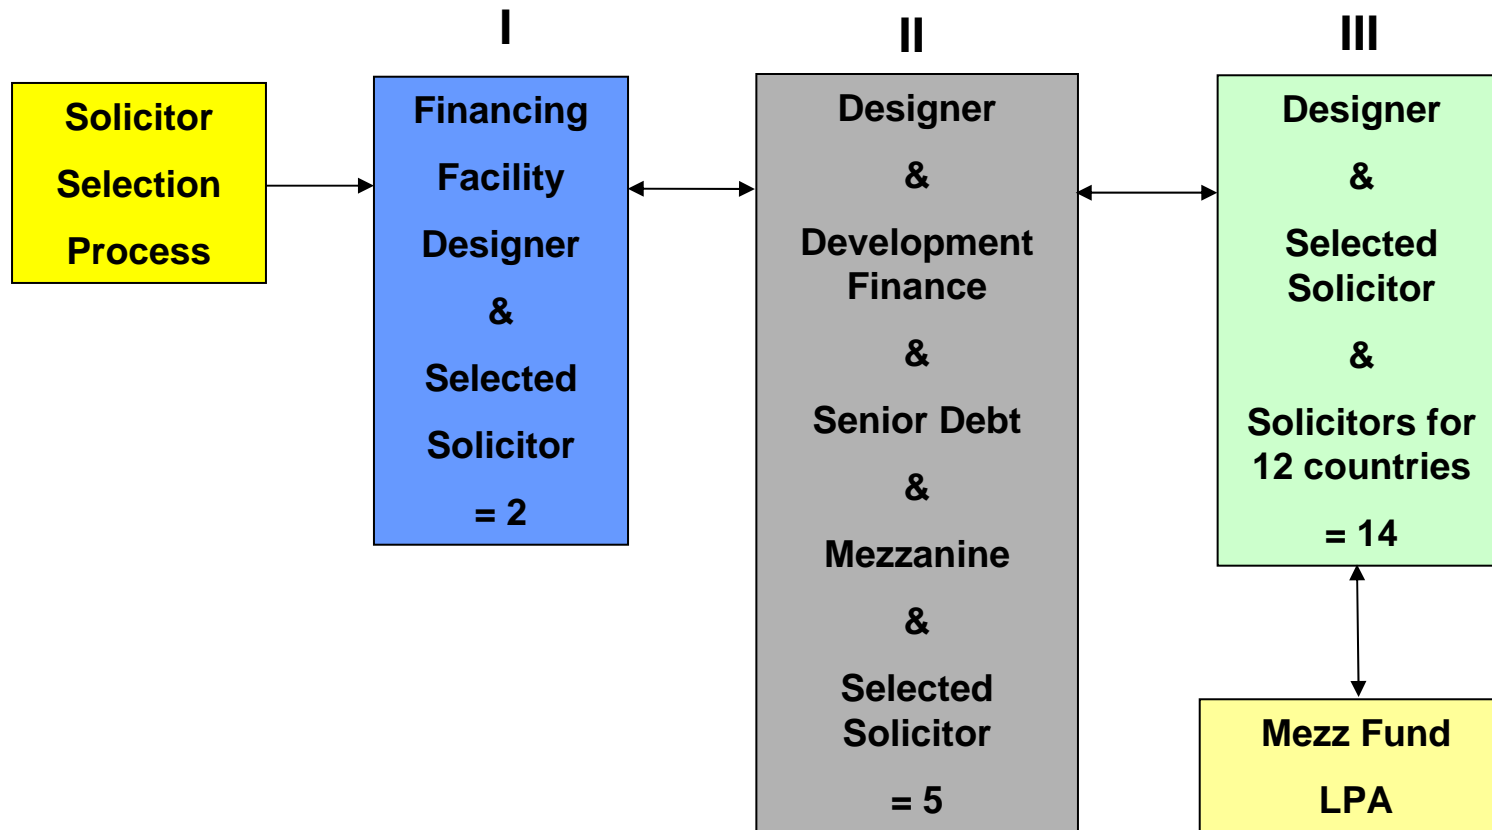 I
II
III
Solicitor
Selection
Process
Financing
Facility
Designer
&
Selected
Solicitor
= 2
Designer
&
Development
Finance
&
Senior Debt
&
Mezzanine
&
Selected
Solicitor
= 5
Designer
&
Selected
Solicitor
&
Solicitors for
12 countries
= 14
Mezz Fund
LPA